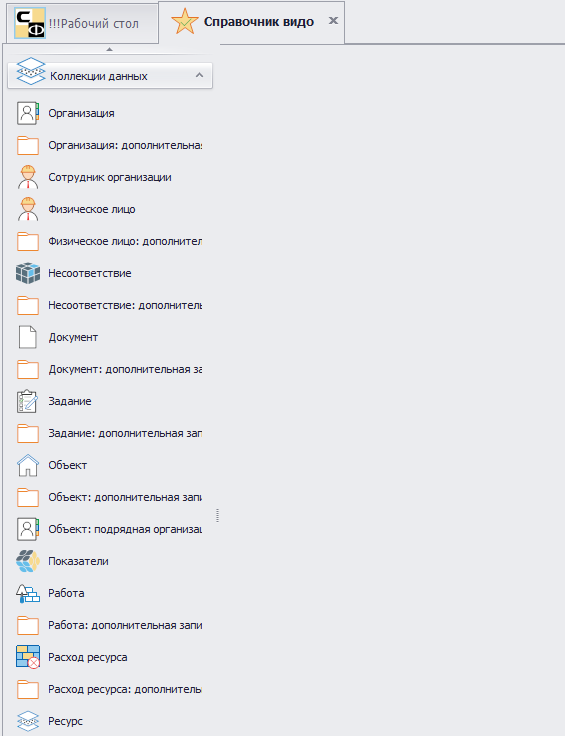 СФ !!!Рабочий стол
Справочник видо
Коллекции данных
Организация
Организация: дополнительна
Сотрудник организации
Физическое лицо
Физическое лицо: дополнител
Несоответствие
Несоответствие: дополнитель
Документ
Документ: дополнительная за
Задание
Задание: дополнительная зап
Объект
Объект: дополнительная запи
Объект: подрядная организац
Показатели
Работа
Работа: дополнительная запи
Расход ресурса
Расход ресурса: дополнитель
Ресурс